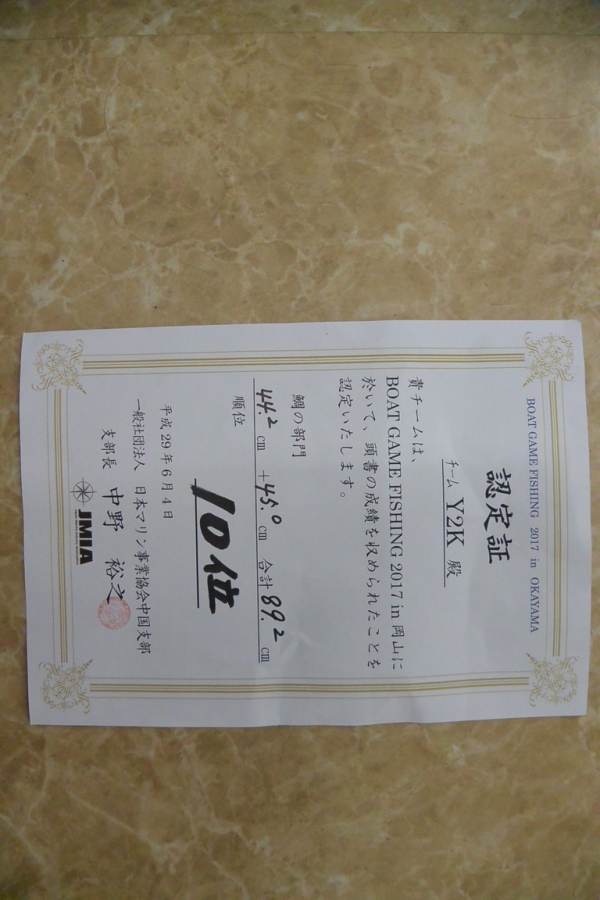 BOAT GAME FISHING 2017 in OKAYAMA
認定証
チーム Y2K 殿
貴チームは、
BOAT GAME FISHING 2017 in 岡山に
於いて、頭書の成績を収められたことを
認定いたします。
鯛の部門
44.2 cm + 45.0 cm 合計 89.2 cm
順位
10位
平成29年6月4日
一般社団法人 日本マリン事業協会中国支部
支部長 中野 裕之
JMIA